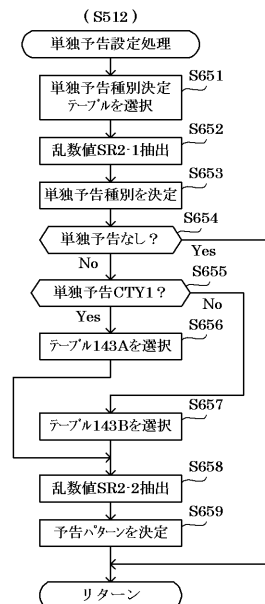 (S512)
単独予告設定処理
S651
単独予告種別決定
テーブルを選択
S652
乱数値SR2-1抽出
S653
単独予告種別を決定
S654
単独予告なし?
Yes
No
S655
単独予告CTY1?
No
Yes
S656
テーブル143Aを選択
S657
テーブル143Bを選択
S658
乱数値SR2-2抽出
S659
予告パターンを決定
リターン